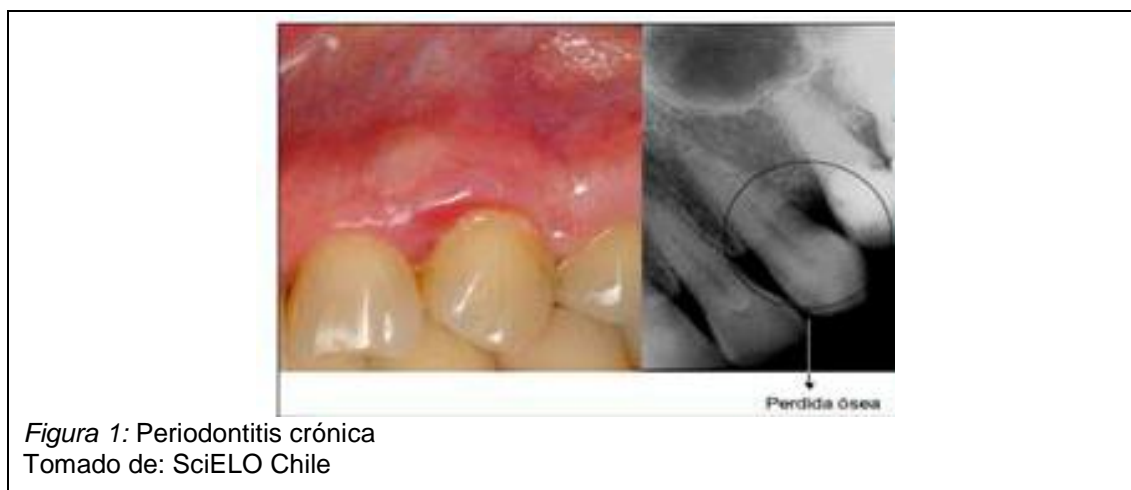 Perdida ósea
Figura 1: Periodontitis crónica
Tomado de: SciELO Chile